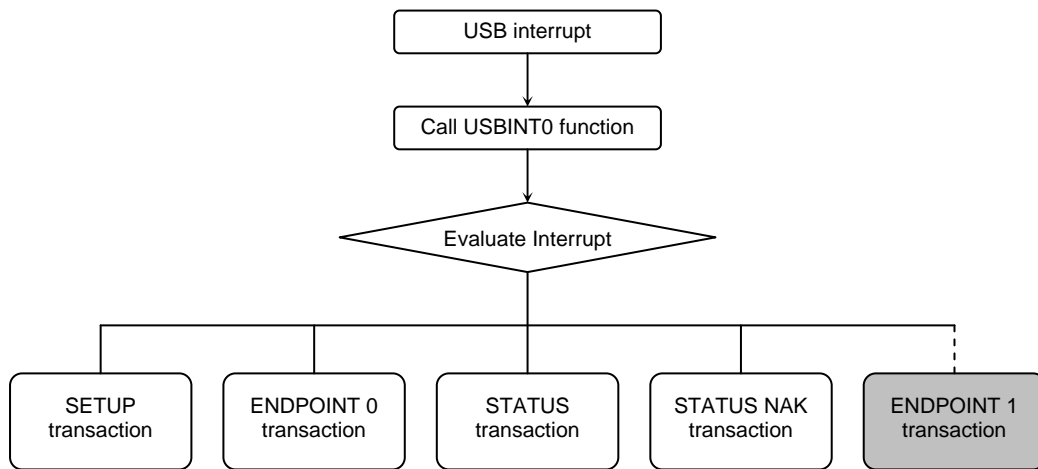 USB interrupt
Call USBINT0 function
Evaluate Interrupt
SETUP
transaction
ENDPOINT 0
transaction
STATUS
transaction
STATUS NAK
transaction
ENDPOINT 1
transaction